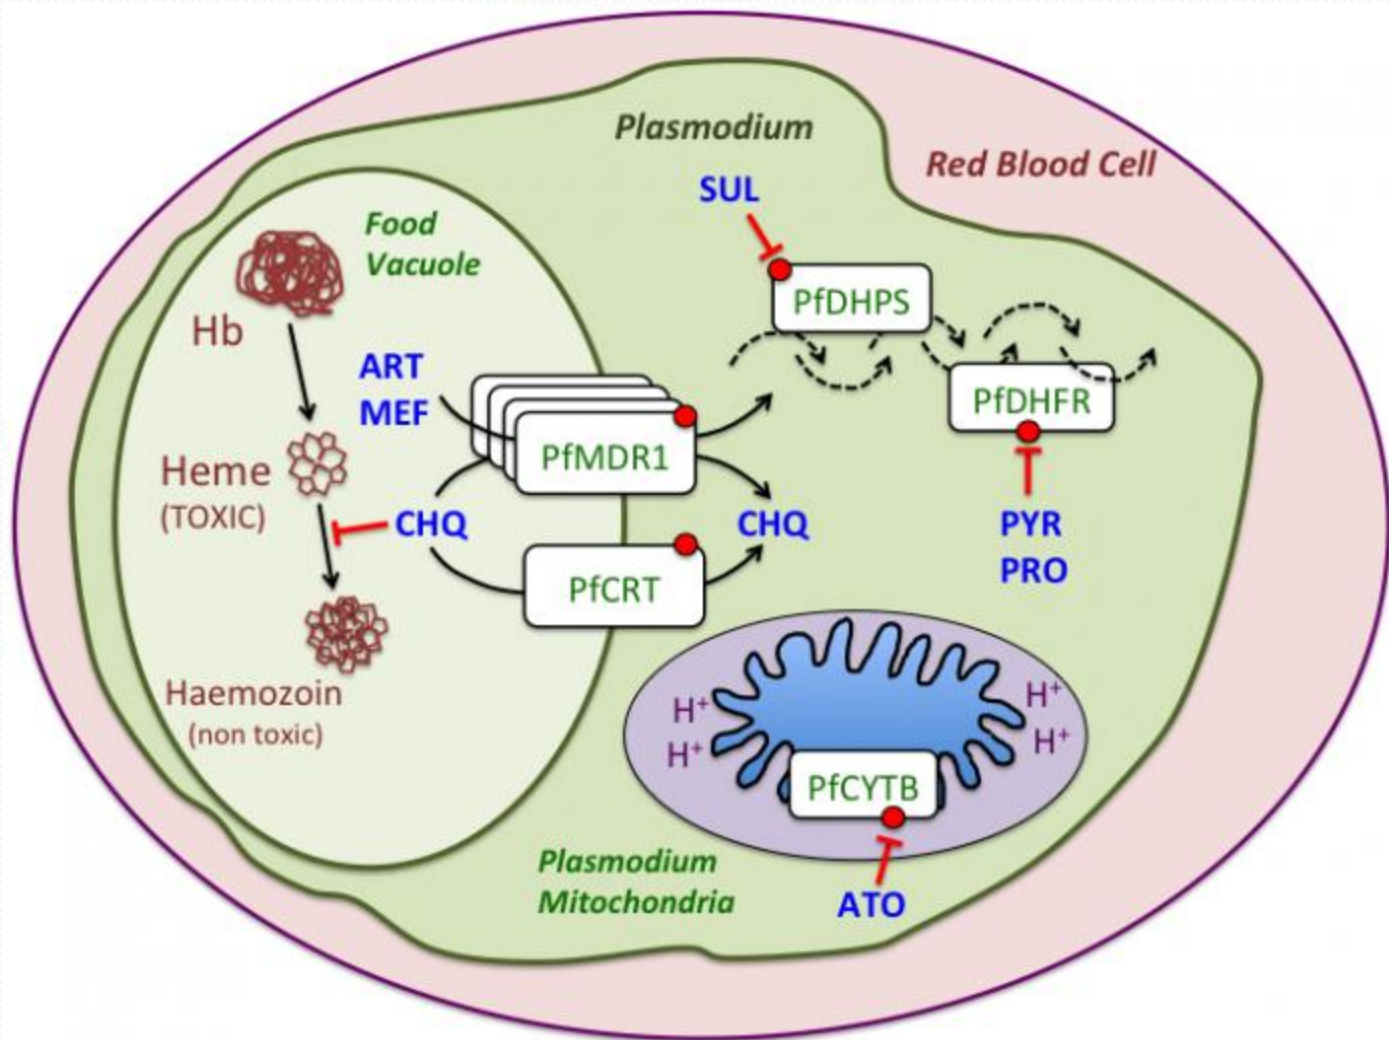 Plasmodium
Red Blood Cell
SUL
Food
Vacuole
PfDHPS
Hb
ART
MEF
PfDHFR
PfMDR1
Heme
(TOXIC)
CHQ
CHQ
PYR
PRO
PfCRT
Haemozoin
(non toxic)
H⁺
H⁺
H⁺
H⁺
PfCYTB
Plasmodium
Mitochondria
ATO